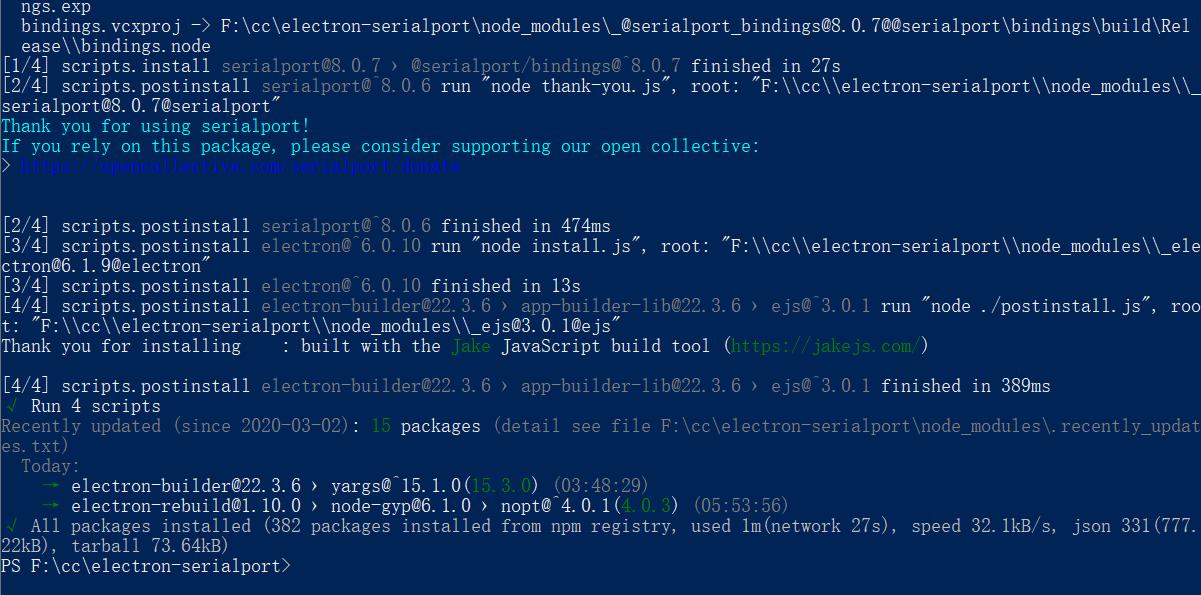 ngs.exp
bindings.vcxproj -> F:\cc\electron-serialport\node_modules\_@serialport_bindings@8.0.7@@serialport\bindings\build\Rel
ease\\bindings.node
[1/4] scripts.install serialport@8.0.7 › @serialport/bindings@^8.0.7 finished in 27s
[2/4] scripts.postinstall serialport@^8.0.6 run "node thank-you.js", root: "F:\\cc\\electron-serialport\\node_modules\\_
serialport@8.0.7@serialport"
Thank you for using serialport!
If you rely on this package, please consider supporting our open collective:
> https://opencollective.com/serialport/donate
[2/4] scripts.postinstall serialport@^8.0.6 finished in 474ms
[3/4] scripts.postinstall electron@^6.0.10 run "node install.js", root: "F:\\cc\\electron-serialport\\node_modules\\_ele
ctron@6.1.9@electron"
[3/4] scripts.postinstall electron@^6.0.10 finished in 13s
[4/4] scripts.postinstall electron-builder@22.3.6 › app-builder-lib@22.3.6 › ejs@^3.0.1 run "node ./postinstall.js", roo
t: "F:\\cc\\electron-serialport\\node_modules\\_ejs@3.0.1@ejs"
Thank you for installing    : built with the Jake JavaScript build tool (https://jakejs.com/)
[4/4] scripts.postinstall electron-builder@22.3.6 › app-builder-lib@22.3.6 › ejs@^3.0.1 finished in 389ms
√ Run 4 scripts
Recently updated (since 2020-03-02): 15 packages (detail see file F:\cc\electron-serialport\node_modules\.recently_updat
es.txt)
Today:
→ electron-builder@22.3.6 › yargs@^15.1.0(15.3.0) (03:48:29)
→ electron-rebuild@1.10.0 › node-gyp@6.1.0 › nopt@^4.0.1(4.0.3) (05:53:56)
√ All packages installed (382 packages installed from npm registry, used 1m(network 27s), speed 32.1kB/s, json 331(777.
22kB), tarball 73.64kB)
PS F:\cc\electron-serialport>